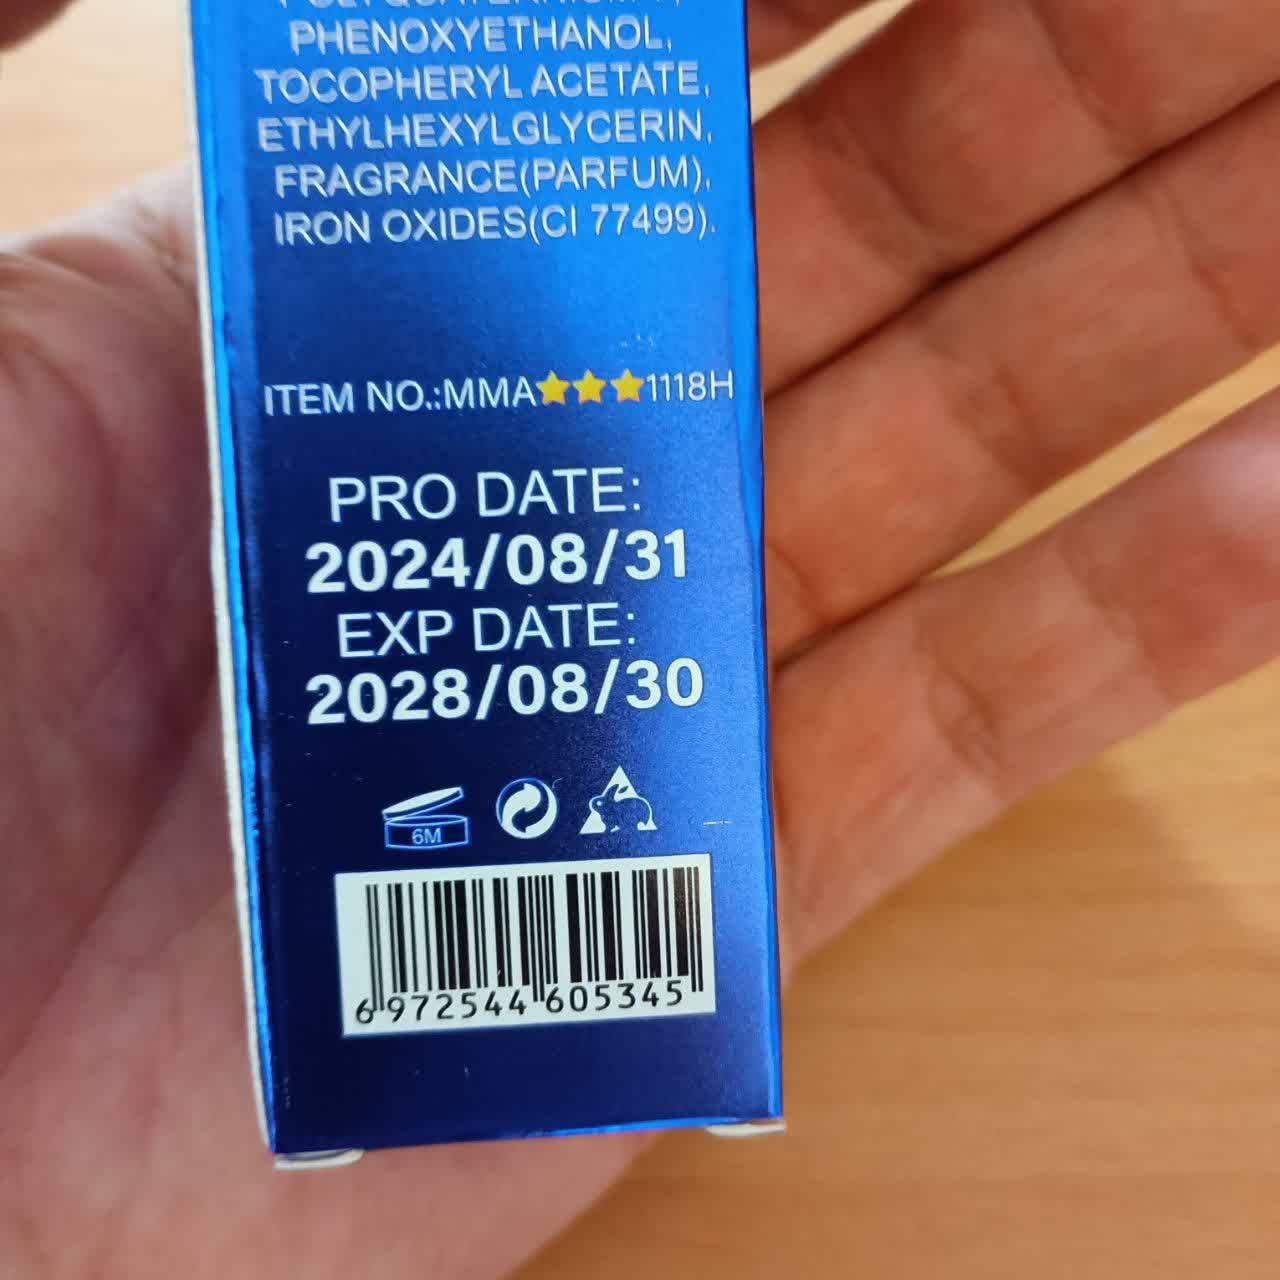 PHENOXYETHANOL,
TOCOPHERYL ACETATE,
ETHYLHEXYLGLYCERIN,
FRAGRANCE(PARFUM),
IRON OXIDES(CI 77499).
ITEM NO.:MMA⭐⭐⭐1118H
PRO DATE:
2024/08/31
EXP DATE:
2028/08/30
6M
6 972544 605345